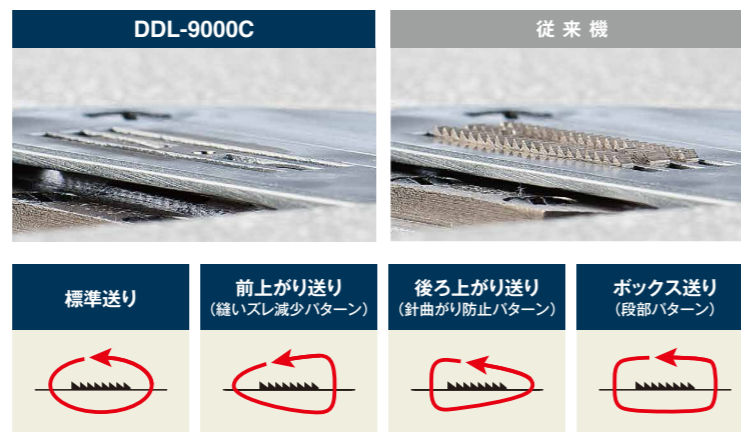 DDL-9000C
従来機
標準送り
前上がり送り
（縫いズレ減少パターン）
後ろ上がり送り
（針曲がり防止パターン）
ボックス送り
（段部パターン）